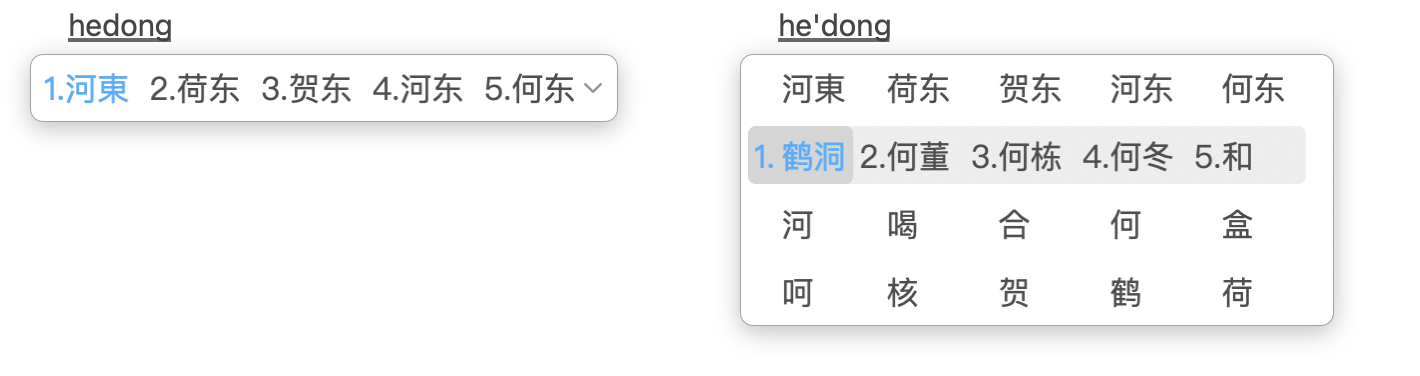 hedong
1.河東 2.荷东 3.贺东 4.河东 5.何东
he'dong
河東 荷东 贺东 河东 何东
1. 鹤洞 2.何董 3.何栋 4.何冬 5.和
河 喝 合 何 盒
呵 核 贺 鹤 荷